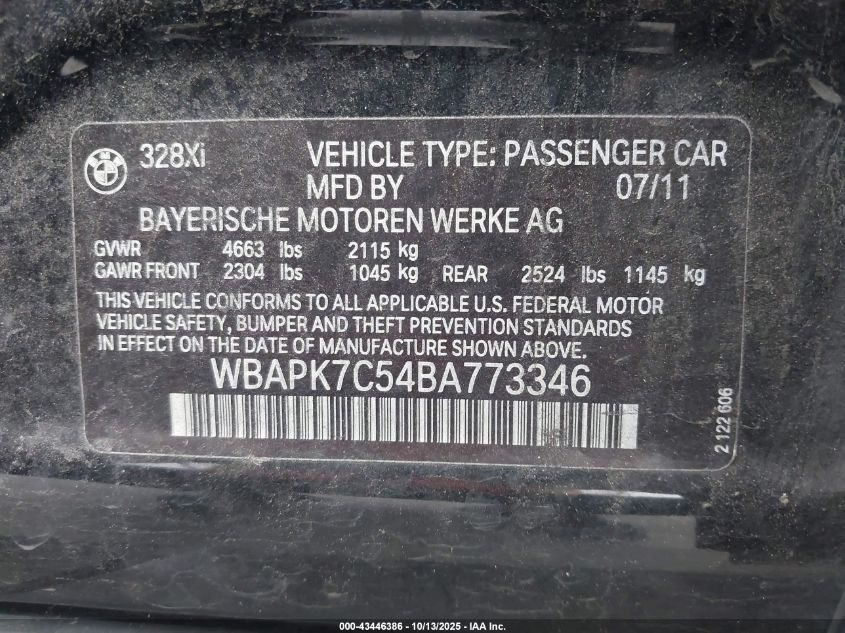 328Xi VEHICLE TYPE: PASSENGER CAR
MFD BY 07/11
BAYERISCHE MOTOREN WERKE AG
GVWR 4663 lbs 2115 kg
GAWR FRONT 2304 lbs 1045 kg REAR 2524 lbs 1145 kg
THIS VEHICLE CONFORMS TO ALL APPLICABLE U.S. FEDERAL MOTOR
VEHICLE SAFETY, BUMPER AND THEFT PREVENTION STANDARDS
IN EFFECT ON THE DATE OF MANUFACTURE SHOWN ABOVE.
WBAPK7C54BA773346
2 122 606
000-43446386 - 10/13/2025 - IAA Inc.